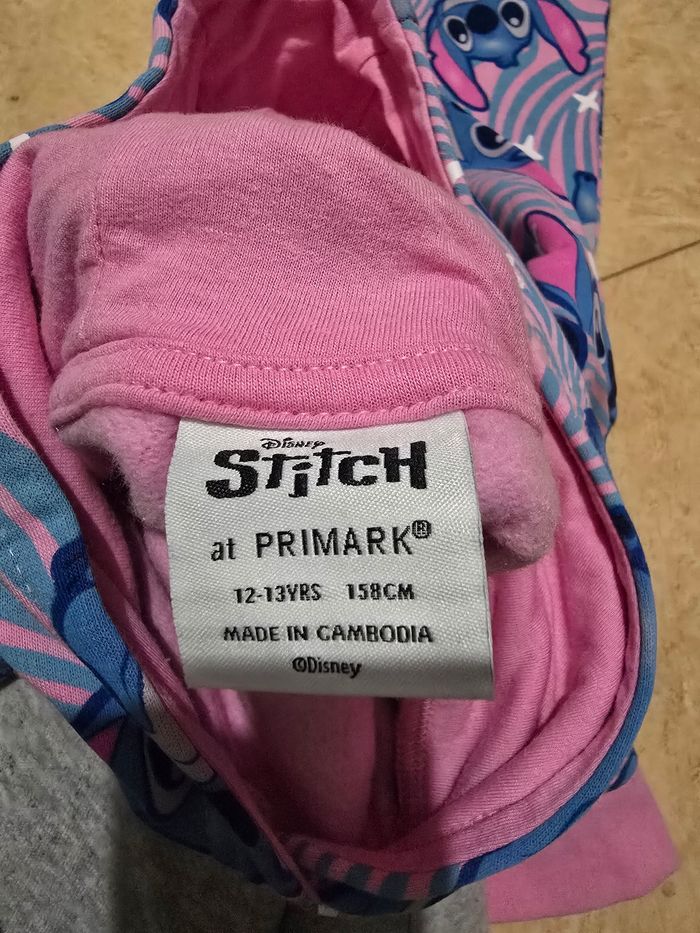 Disney
STiTCH
at PRIMARK®
12-13YRS 158CM
MADE IN CAMBODIA
©Disney